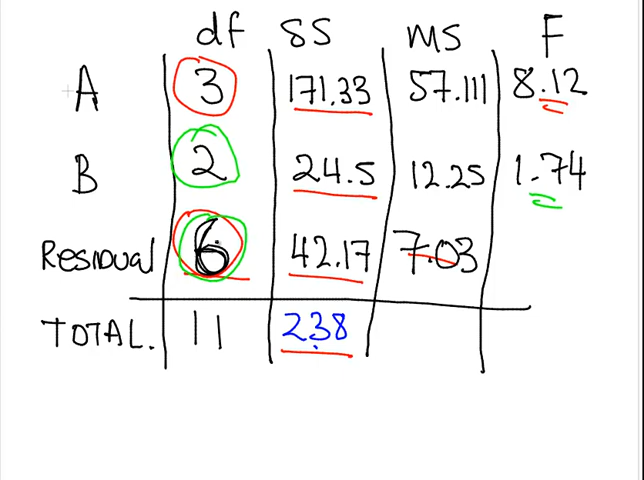 df SS MS F
A 3 171.33 57.111 8.12
B 2 24.5 12.25 1.74
Residual 6 42.17 7.03
TOTAL. 11 238